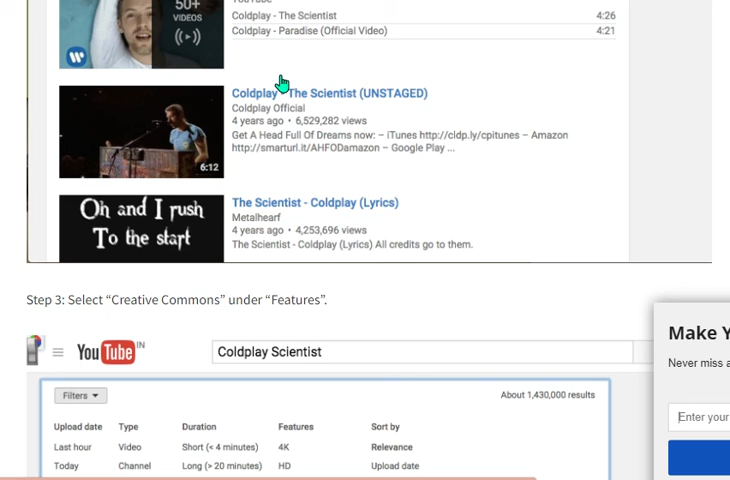 50+
VIDEOS
YouTube
Coldplay - The Scientist 4:26
Coldplay - Paradise (Official Video) 4:21
Coldplay - The Scientist (UNSTAGED)
Coldplay Official
4 years ago • 6,529,282 views
Get A Head Full Of Dreams now: – iTunes http://cldp.ly/cpitunes – Amazon
http://smarturl.it/AHFODamazon – Google Play ...
6:12
Oh and I rush
To the start
The Scientist - Coldplay (Lyrics)
Metalhearf
4 years ago • 4,253,696 views
The Scientist - Coldplay (Lyrics) All credits go to them.
Step 3: Select “Creative Commons” under “Features”.
YouTube IN
Coldplay Scientist
Filters
About 1,430,000 results
Upload date Type Duration Features Sort by
Last hour Video Short (< 4 minutes) 4K Relevance
Today Channel Long (> 20 minutes) HD Upload date
Make Y
Never miss a
Enter your